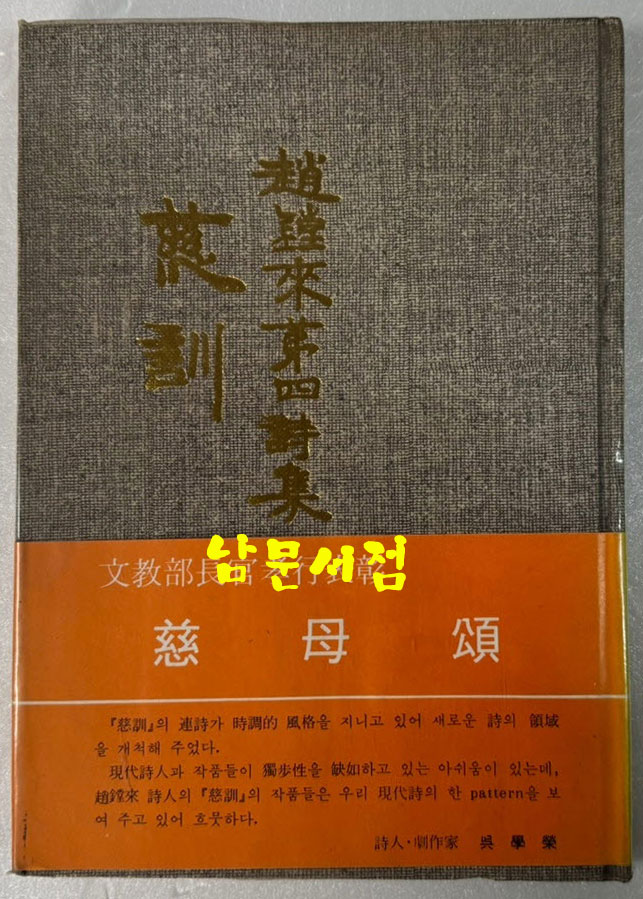 趙鏜來第四詩集
慈訓
文教部長官孝行表彰
남문서점
慈母頌
『慈訓』의 連詩가 時調的 風格을 지니고 있어 새로운 詩의 領域
을 개척해 주었다.
現代詩人과 작품들이 獨步性을 缺如하고 있는 아쉬움이 있는데,
趙鏜來 詩人의 『慈訓』의 작품들은 우리 現代詩의 한 pattern을 보
여 주고 있어 흐뭇하다.
詩人·劇作家 吳學榮